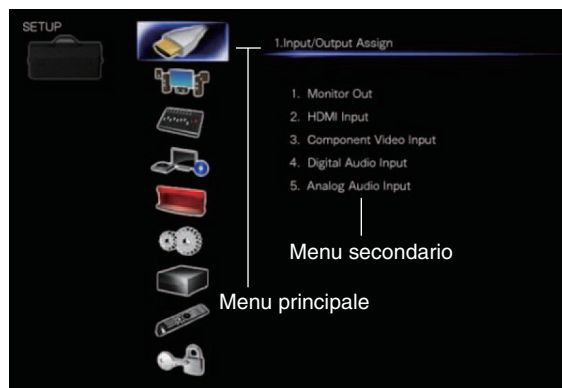 SETUP
1.Input/Output Assign
1. Monitor Out
2. HDMI Input
3. Component Video Input
4. Digital Audio Input
5. Analog Audio Input
Menu secondario
Menu principale